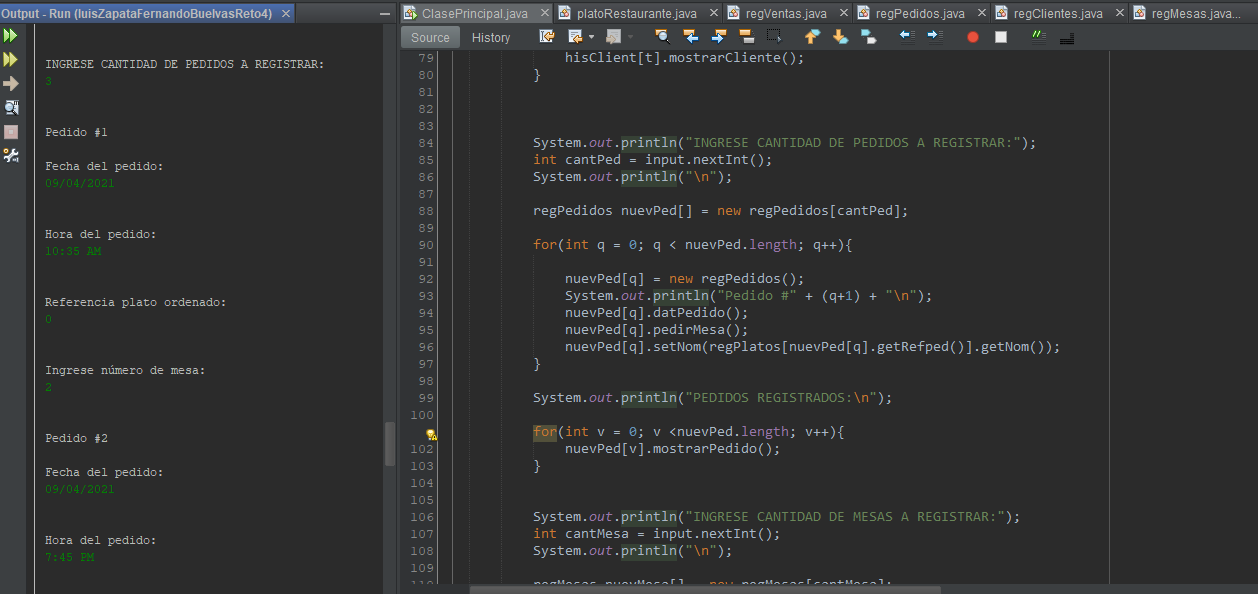 Output - Run (luisZapataFernandoBuelvasReto4)
INGRESE CANTIDAD DE PEDIDOS A REGISTRAR:
3
Pedido #1
Fecha del pedido:
09/04/2021
Hora del pedido:
10:35 AM
Referencia plato ordenado:
0
Ingrese número de mesa:
2
Pedido #2
Fecha del pedido:
09/04/2021
Hora del pedido:
7:45 PM
ClasePrincipal.java platoRestaurante.java regVentas.java regPedidos.java regClientes.java regMesas.java...
Source History
79 hisClient[t].mostrarCliente();
80 }
81
82
83
84 System.out.println("INGRESE CANTIDAD DE PEDIDOS A REGISTRAR:");
85 int cantPed = input.nextInt();
86 System.out.println("\n");
87
88 regPedidos nuevPed[] = new regPedidos[cantPed];
89
90 for(int q = 0; q < nuevPed.length; q++){
91
92 nuevPed[q] = new regPedidos();
93 System.out.println("Pedido #" + (q+1) + "\n");
94 nuevPed[q].datPedido();
95 nuevPed[q].pedirMesa();
96 nuevPed[q].setNom(regPlatos[nuevPed[q].getRefped()].getNom());
97 }
98
99 System.out.println("PEDIDOS REGISTRADOS:\n");
100
for(int v = 0; v <nuevPed.length; v++){
102 nuevPed[v].mostrarPedido();
103 }
104
105
106 System.out.println("INGRESE CANTIDAD DE MESAS A REGISTRAR:");
107 int cantMesa = input.nextInt();
108 System.out.println("\n");
109
110 regMesas nuevMesa[] = new regMesas[cantMesa];